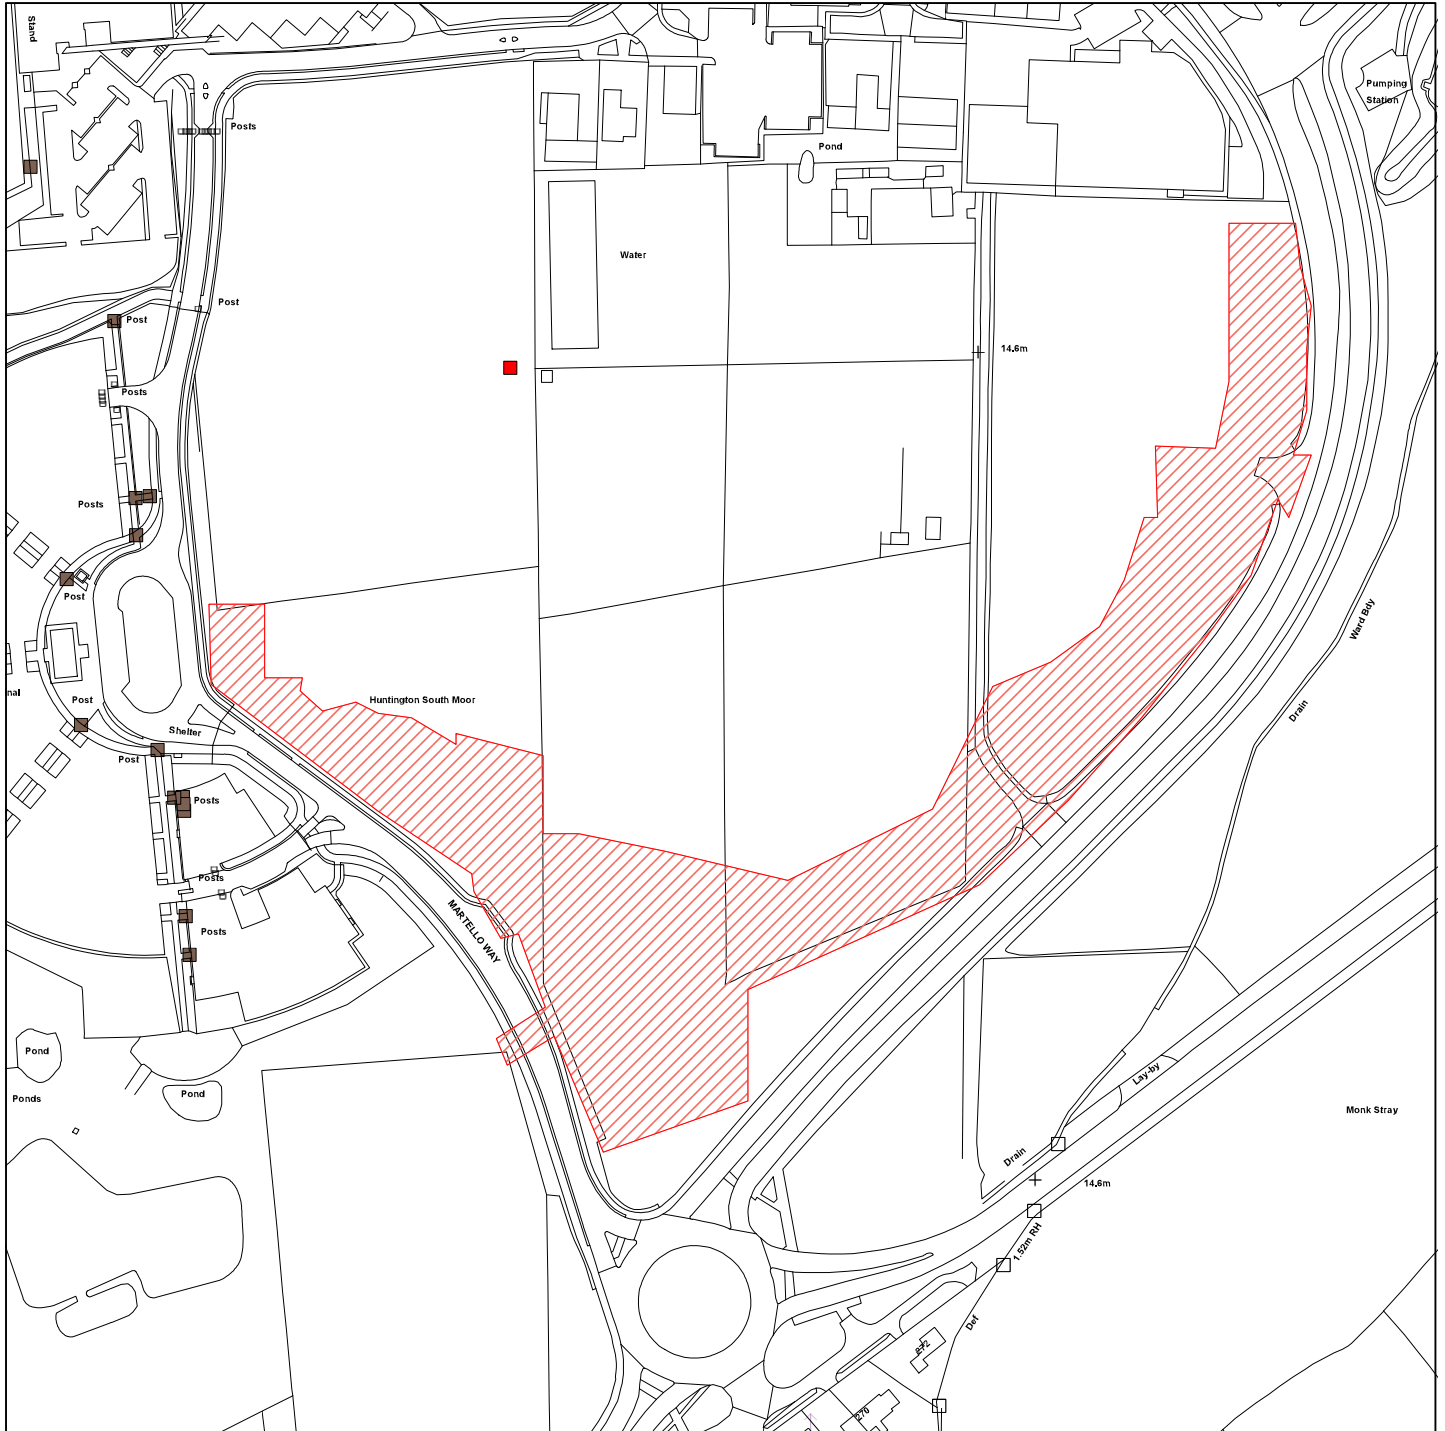 Stand
Pumping
Station
Posts
Pond
Water
Post
Post
14.6m
Posts
Posts
Post
Ward Bdy
nal
Huntington South Moor
Post
Drain
Shelter
Post
Posts
Posts
MARTELLO WAY
Posts
Pond
Lay-by
Pond
Ponds
Monk Stray
Drain
14.6m
1.52m RH
Def
272
270